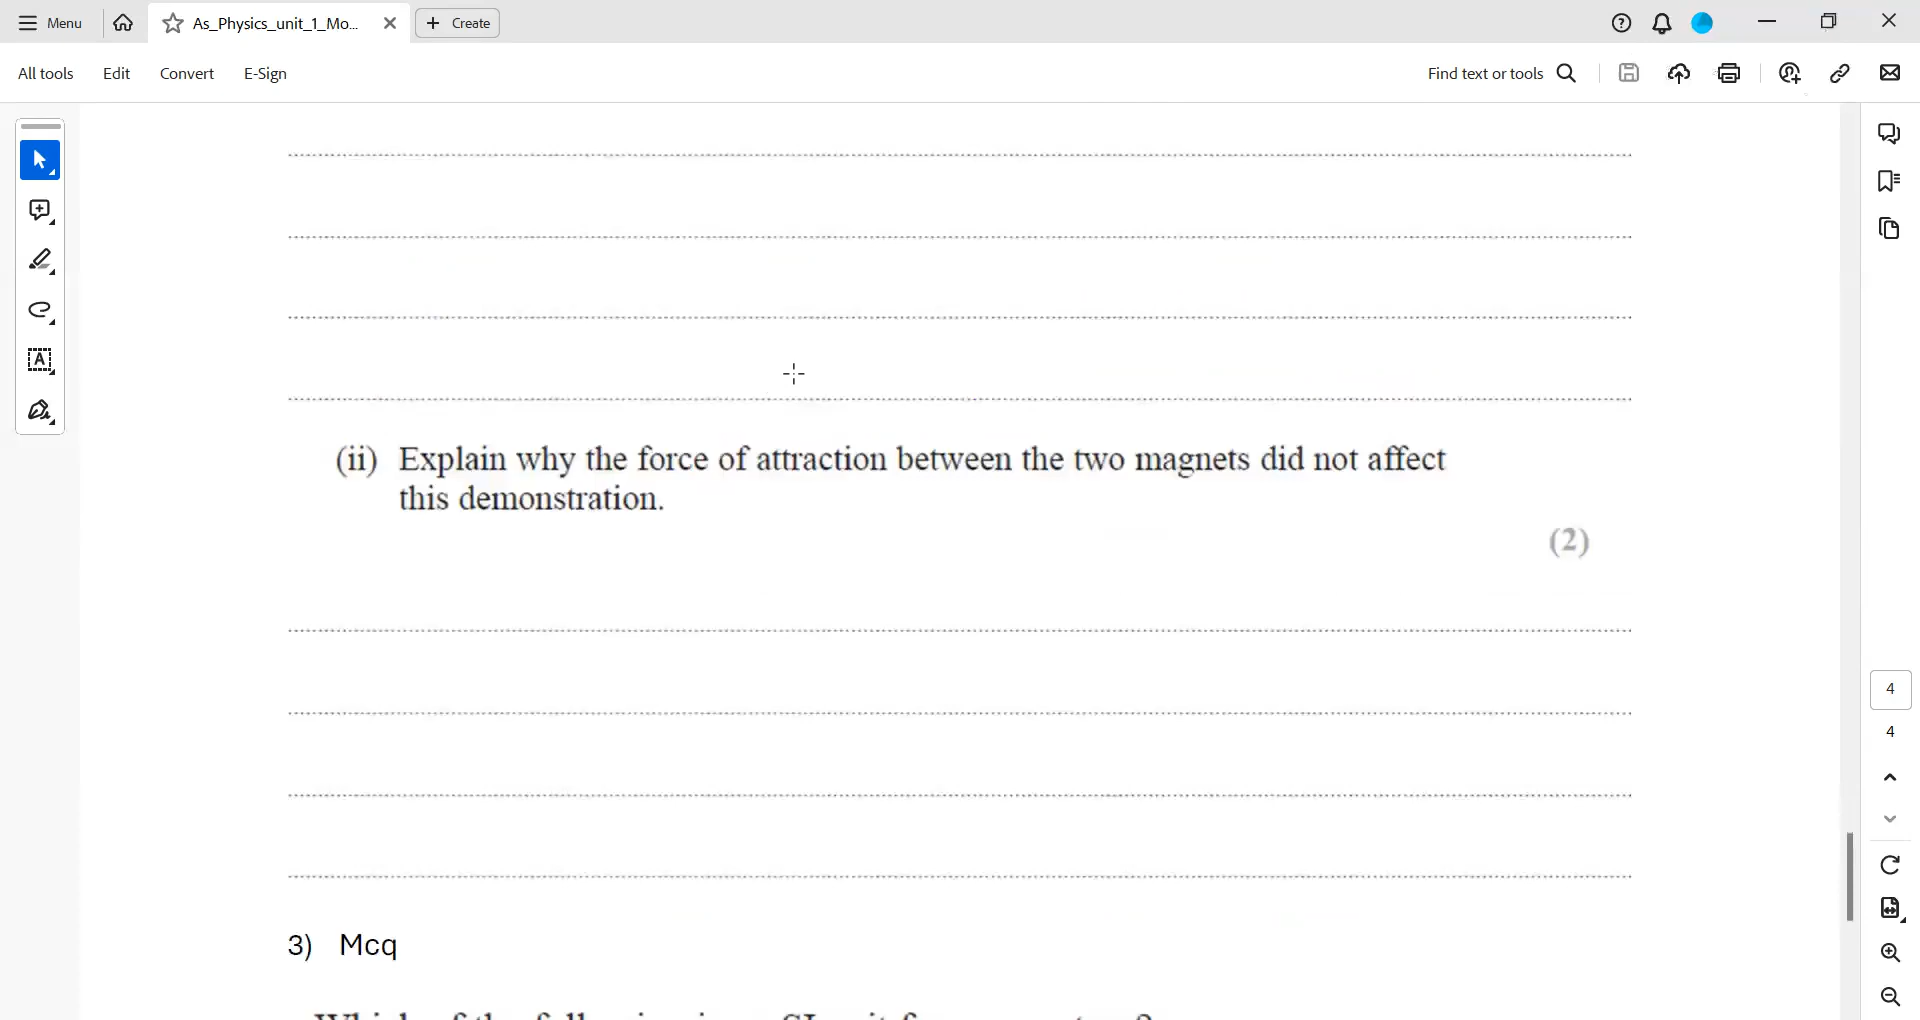 Menu
As_Physics_unit_1_Mo...
Create
All tools
Edit
Convert
E-Sign
Find text or tools
(ii) Explain why the force of attraction between the two magnets did not affect
this demonstration.
(2)
3) Mcq
4
4